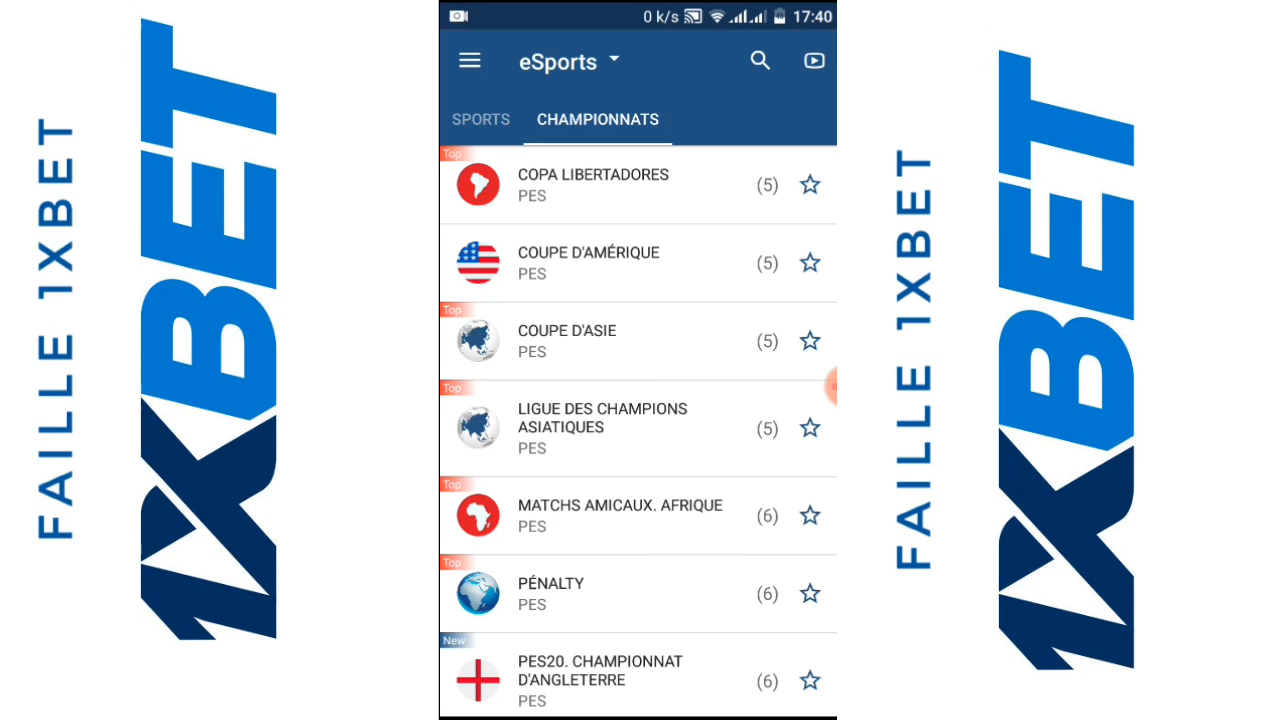 FAILLE 1XBET
1XBET
0 k/s
17:40
eSports
SPORTS
CHAMPIONNATS
Top
COPA LIBERTADORES
(5)
PES
COUPE D'AMÉRIQUE
(5)
PES
Top
COUPE D'ASIE
(5)
PES
Top
LIGUE DES CHAMPIONS
ASIATIQUES
(5)
PES
Top
MATCHS AMICAUX. AFRIQUE
(6)
PES
Top
PÉNALTY
(6)
PES
New
PES20. CHAMPIONNAT
D'ANGLETERRE
(6)
PES
FAILLE 1XBET
1XBET